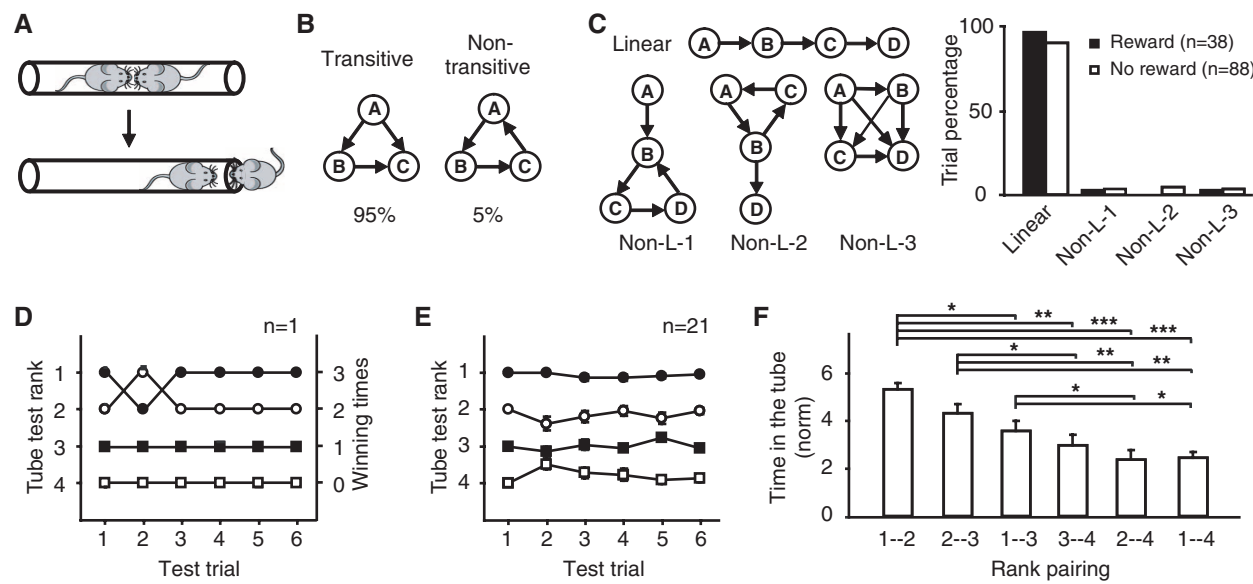 A
B
Transitive
Non-
transitive
A
B
C
A
B
C
95%
5%
C
Linear
A
B
C
D
A
B
C
D
Non-L-1
A
C
B
D
Non-L-2
A
B
C
D
Non-L-3
Trial percentage
100
50
0
Reward (n=38)
No reward (n=88)
Linear
Non-L-1
Non-L-2
Non-L-3
D
n=1
Tube test rank
1
2
3
4
3
2
1
0
Winning times
1 2 3 4 5 6
Test trial
E
n=21
Tube test rank
1
2
3
4
1 2 3 4 5 6
Test trial
F
Time in the tube
(norm)
6
4
2
0
*
**
***
***
*
**
**
*
*
1--2 2--3 1--3 3--4 2--4 1--4
Rank pairing